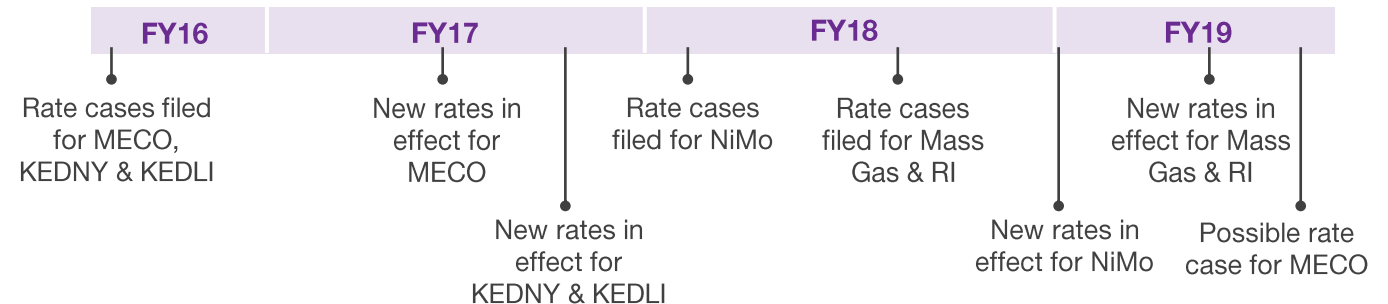 FY16
FY17
FY18
FY19
Rate cases filed
for MECO,
KEDNY & KEDLI
New rates in
effect for
MECO
New rates in
effect for
KEDNY & KEDLI
Rate cases
filed for NiMo
Rate cases
filed for Mass
Gas & RI
New rates in
effect for NiMo
New rates in
effect for Mass
Gas & RI
Possible rate
case for MECO